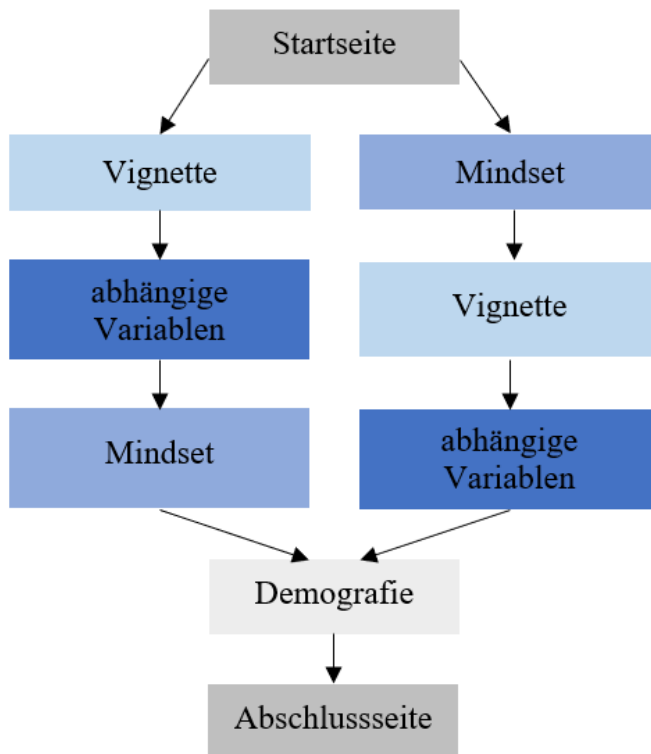 Startseite
Vignette
Mindset
abhängige
Variablen
Vignette
Mindset
abhängige
Variablen
Demografie
Abschlussseite